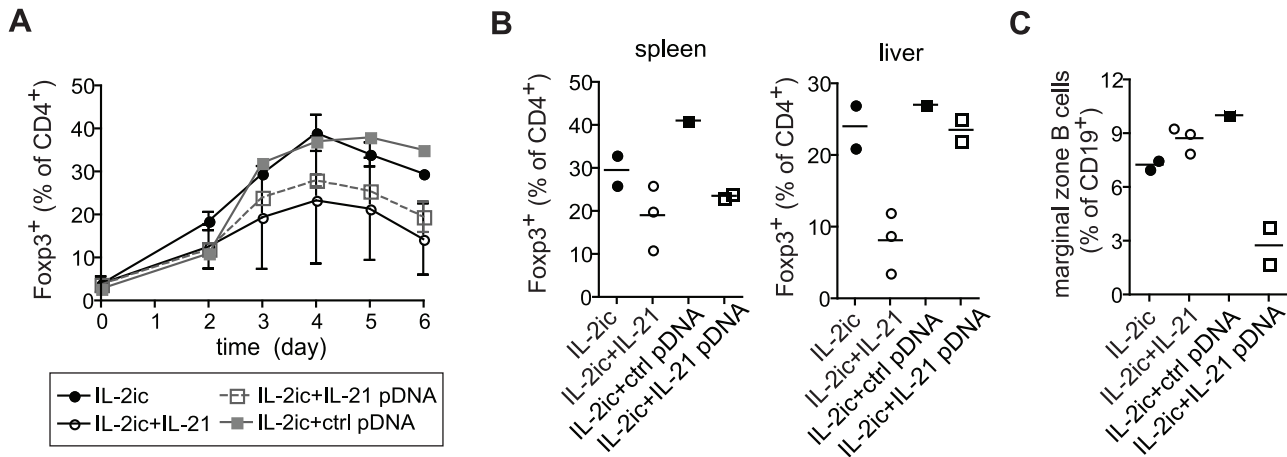 A
Foxp3+ (% of CD4+)
50
40
30
20
10
0
0 1 2 3 4 5 6
time (day)
IL-2ic
IL-2ic+IL-21
IL-2ic+IL-21 pDNA
IL-2ic+ctrl pDNA
B
spleen
Foxp3+ (% of CD4+)
50
40
30
20
10
0
IL-2ic
IL-2ic+IL-21
IL-2ic+ctrl pDNA
IL-2ic+IL-21 pDNA
liver
Foxp3+ (% of CD4+)
30
20
10
0
IL-2ic
IL-2ic+IL-21
IL-2ic+ctrl pDNA
IL-2ic+IL-21 pDNA
C
marginal zone B cells
(% of CD19+)
12
9
6
3
0
IL-2ic
IL-2ic+IL-21
IL-2ic+ctrl pDNA
IL-2ic+IL-21 pDNA